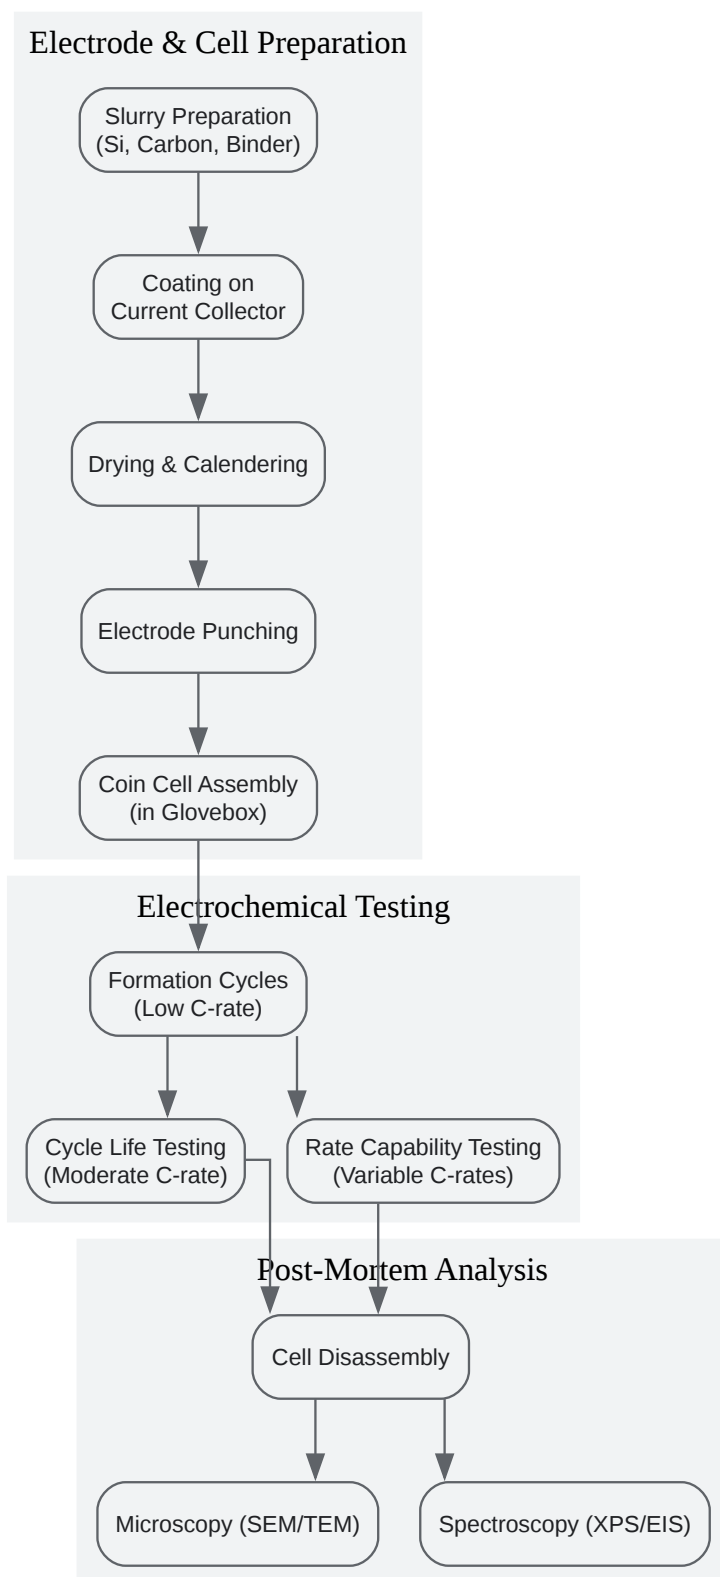 Electrode & Cell Preparation
Slurry Preparation
(Si, Carbon, Binder)
Coating on
Current Collector
Drying & Calendering
Electrode Punching
Coin Cell Assembly
(in Glovebox)
Electrochemical Testing
Formation Cycles
(Low C-rate)
Cycle Life Testing
(Moderate C-rate)
Rate Capability Testing
(Variable C-rates)
Post-Mortem Analysis
Cell Disassembly
Microscopy (SEM/TEM)
Spectroscopy (XPS/EIS)